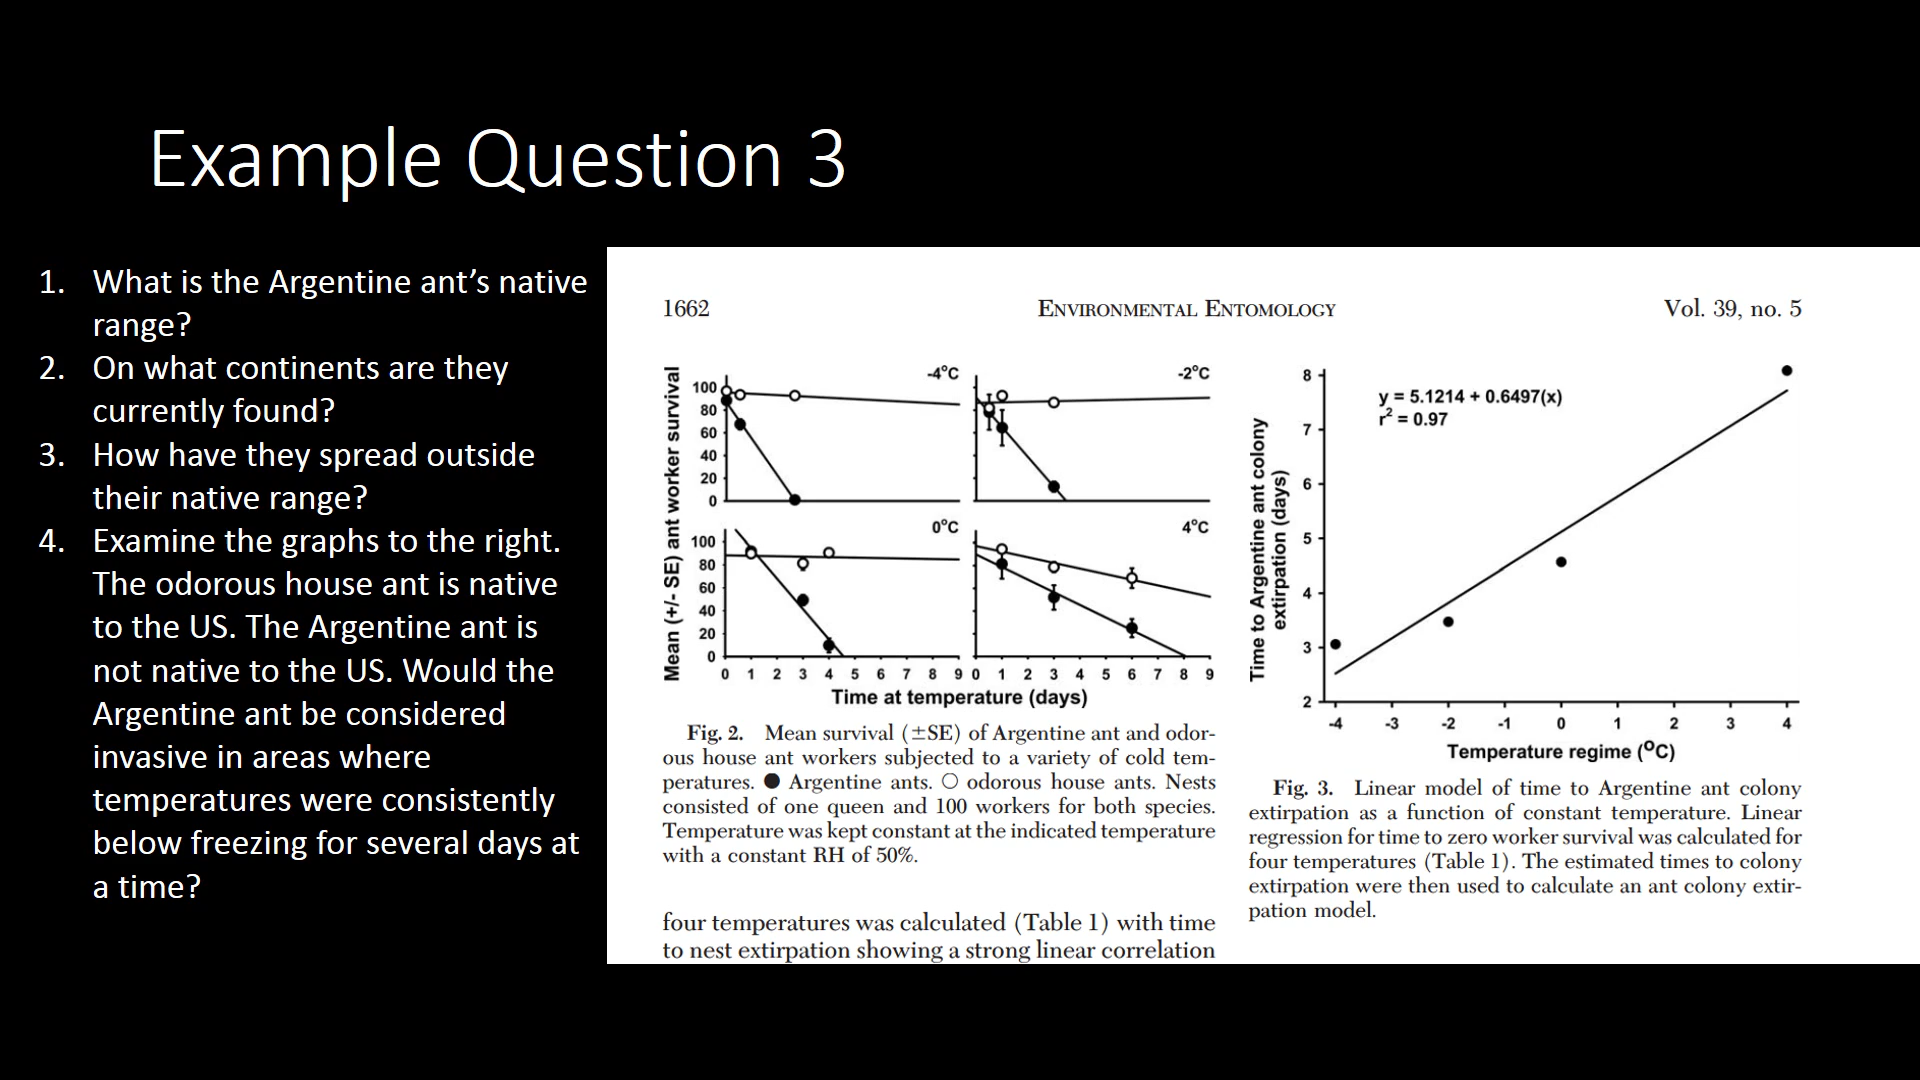 Example Question 3
1. What is the Argentine ant’s native
range?
2. On what continents are they
currently found?
3. How have they spread outside
their native range?
4. Examine the graphs to the right.
The odorous house ant is native
to the US. The Argentine ant is
not native to the US. Would the
Argentine ant be considered
invasive in areas where
temperatures were consistently
below freezing for several days at
a time?
1662 ENVIRONMENTAL ENTOMOLOGY Vol. 39, no. 5
Mean (+/- SE) ant worker survival
-4°C
100
80
60
40
20
0
-2°C
0°C
100
80
60
40
20
0
4°C
0 1 2 3 4 5 6 7 8 9 0 1 2 3 4 5 6 7 8 9
Time at temperature (days)
Fig. 2. Mean survival (±SE) of Argentine ant and odor-
ous house ant workers subjected to a variety of cold tem-
peratures. ● Argentine ants. ○ odorous house ants. Nests
consisted of one queen and 100 workers for both species.
Temperature was kept constant at the indicated temperature
with a constant RH of 50%.
four temperatures was calculated (Table 1) with time
to nest extirpation showing a strong linear correlation
Time to Argentine ant colony
extirpation (days)
8
7
6
5
4
3
2
y = 5.1214 + 0.6497(x)
r² = 0.97
-4 -3 -2 -1 0 1 2 3 4
Temperature regime (°C)
Fig. 3. Linear model of time to Argentine ant colony
extirpation as a function of constant temperature. Linear
regression for time to zero worker survival was calculated for
four temperatures (Table 1). The estimated times to colony
extirpation were then used to calculate an ant colony extir-
pation model.